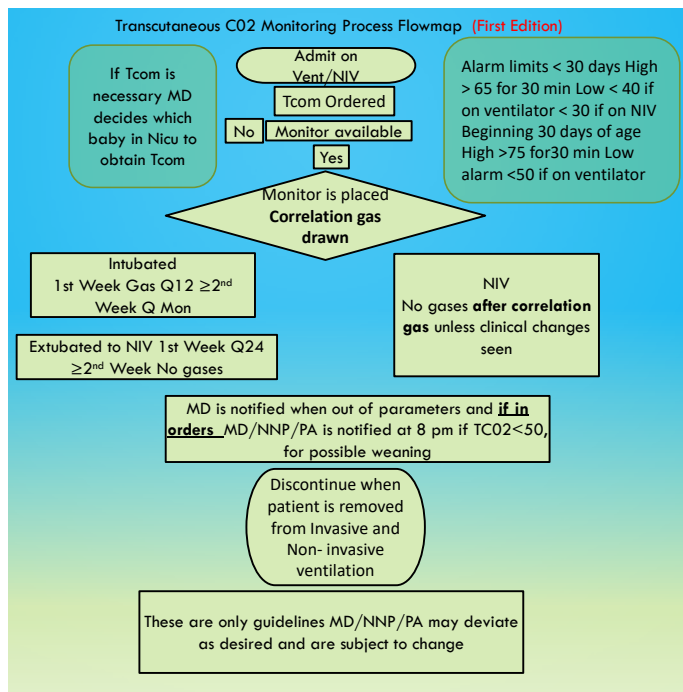 Transcutaneous C02 Monitoring Process Flowmap (First Edition)
If Tcom is
necessary MD
decides which
baby in Nicu to
obtain Tcom
Admit on
Vent/NIV
Tcom Ordered
No
Monitor available
Yes
Alarm limits < 30 days High
> 65 for 30 min Low < 40 if
on ventilator < 30 if on NIV
Beginning 30 days of age
High >75 for30 min Low
alarm <50 if on ventilator
Monitor is placed
Correlation gas
drawn
Intubated
1st Week Gas Q12 ≥2nd
Week Q Mon
NIV
No gases after correlation
gas unless clinical changes
seen
Extubated to NIV 1st Week Q24
≥2nd Week No gases
MD is notified when out of parameters and if in
orders MD/NNP/PA is notified at 8 pm if TC02<50,
for possible weaning
Discontinue when
patient is removed
from Invasive and
Non- invasive
ventilation
These are only guidelines MD/NNP/PA may deviate
as desired and are subject to change